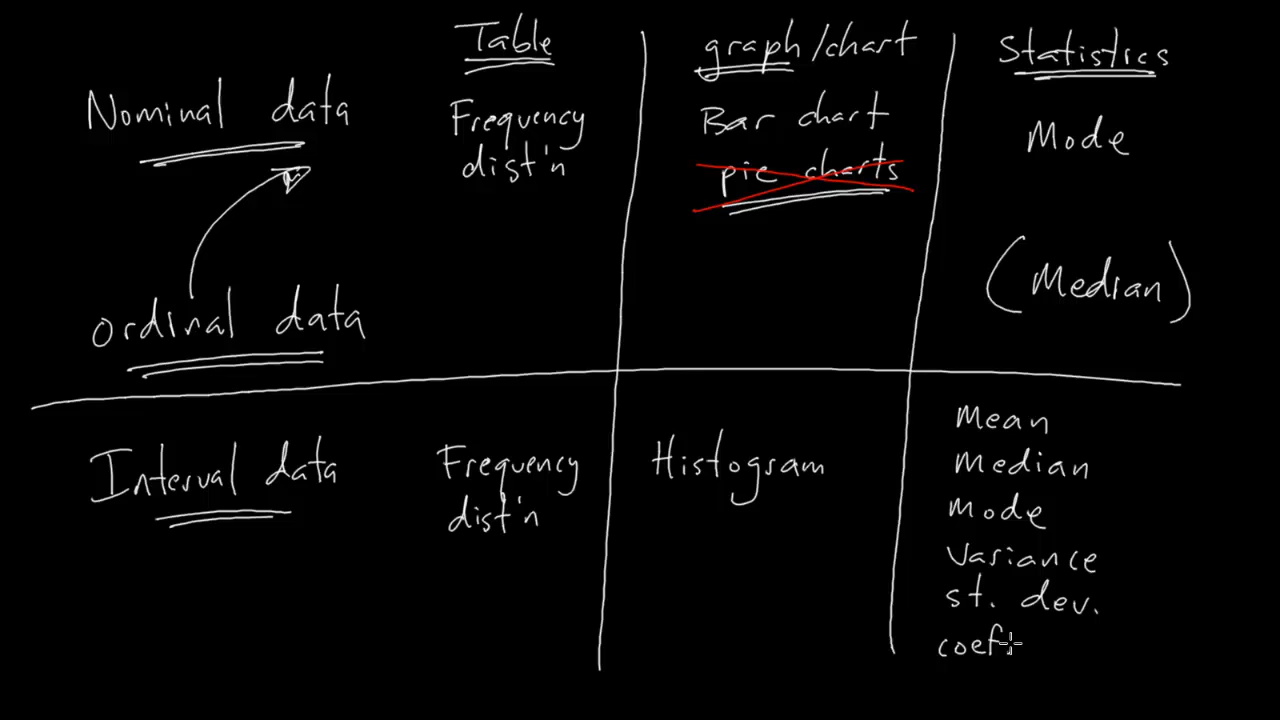 Table
graph/chart
Statistics
Nominal data
Frequency
dist'n
Bar chart
pie charts
Mode
ordinal data
(Median)
Interval data
Frequency
dist'n
Histogram
Mean
Median
Mode
Variance
st. dev.
coef